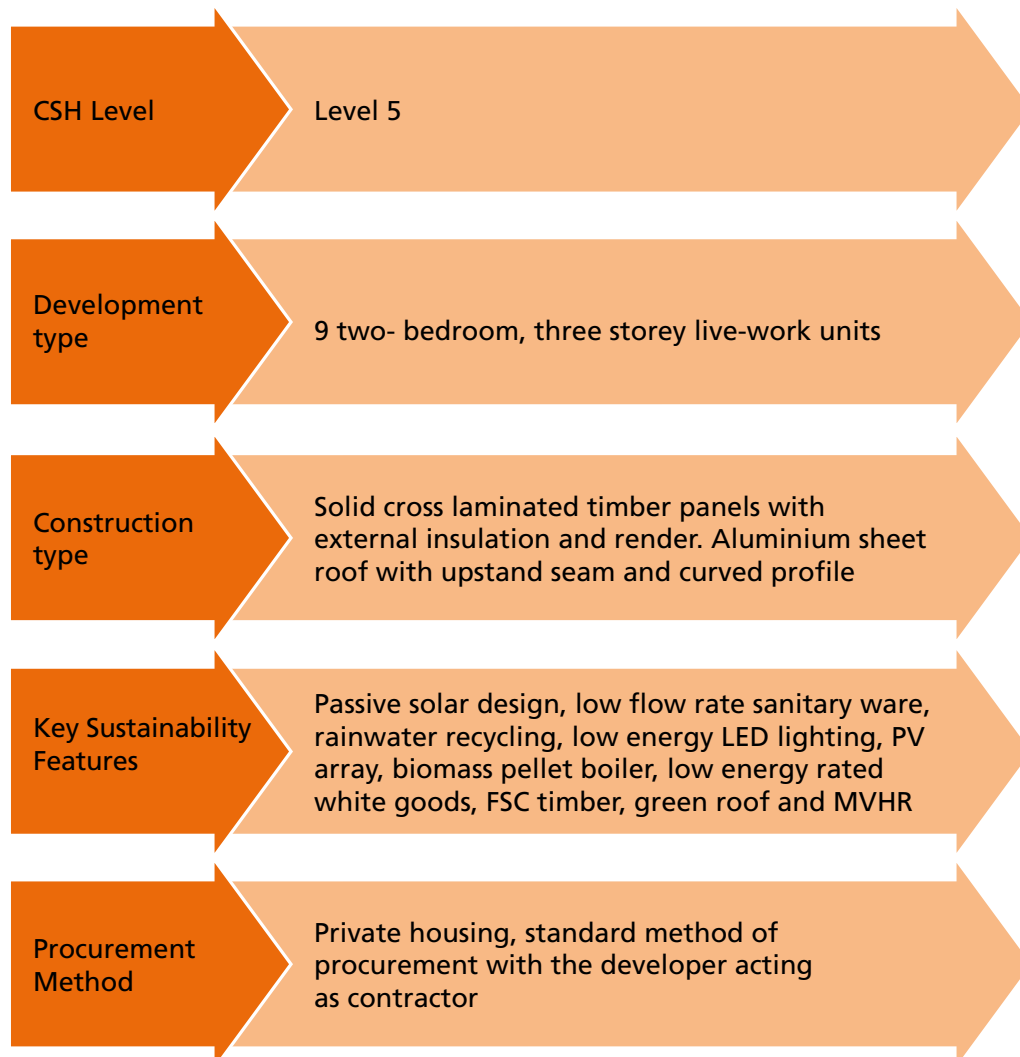 CSH Level
Level 5
Development
type
9 two- bedroom, three storey live-work units
Construction
type
Solid cross laminated timber panels with
external insulation and render. Aluminium sheet
roof with upstand seam and curved profile
Key Sustainability
Features
Passive solar design, low flow rate sanitary ware,
rainwater recycling, low energy LED lighting, PV
array, biomass pellet boiler, low energy rated
white goods, FSC timber, green roof and MVHR
Procurement
Method
Private housing, standard method of
procurement with the developer acting
as contractor